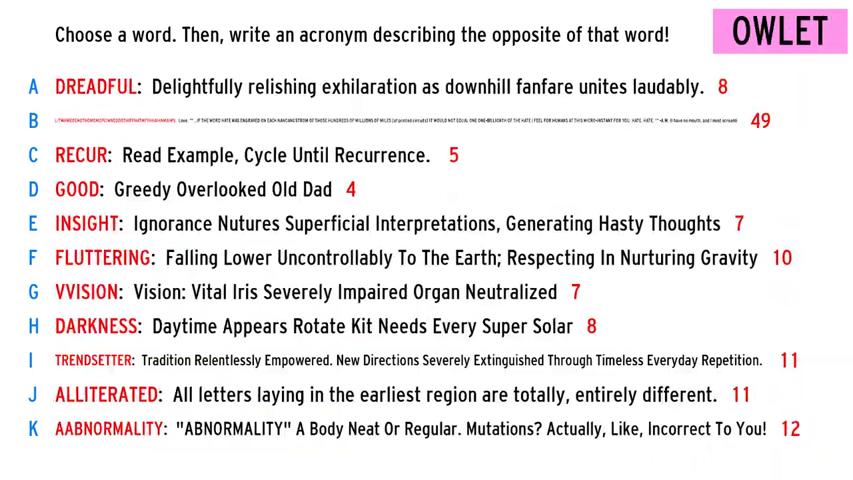 Choose a word. Then, write an acronym describing the opposite of that word!
OWLET
A DREADFUL: Delightfully relishing exhilaration as downhill fanfare unites laudably. 8
B Love. "" ...IF THE WORD HATE WAS ENGRAVED ON EACH NANOANGSTROM OF THOSE HUNDREDS OF MILLIONS OF MILES (of printed circuits) IT WOULD NOT EQUAL ONE ONE-BILLIONTH OF THE HATE I FEEL FOR HUMANS AT THIS MICRO-INSTANT FOR YOU. HATE. HATE. "" -A.M. (I have no mouth, and I must scream) 49
C RECUR: Read Example, Cycle Until Recurrence. 5
D GOOD: Greedy Overlooked Old Dad 4
E INSIGHT: Ignorance Nutures Superficial Interpretations, Generating Hasty Thoughts 7
F FLUTTERING: Falling Lower Uncontrollably To The Earth; Respecting In Nurturing Gravity 10
G VVISION: Vision: Vital Iris Severely Impaired Organ Neutralized 7
H DARKNESS: Daytime Appears Rotate Kit Needs Every Super Solar 8
I TRENDSETTER: Tradition Relentlessly Empowered. New Directions Severely Extinguished Through Timeless Everyday Repetition. 11
J ALLITERATED: All letters laying in the earliest region are totally, entirely different. 11
K AABNORMALITY: "ABNORMALITY" A Body Neat Or Regular. Mutations? Actually, Like, Incorrect To You! 12